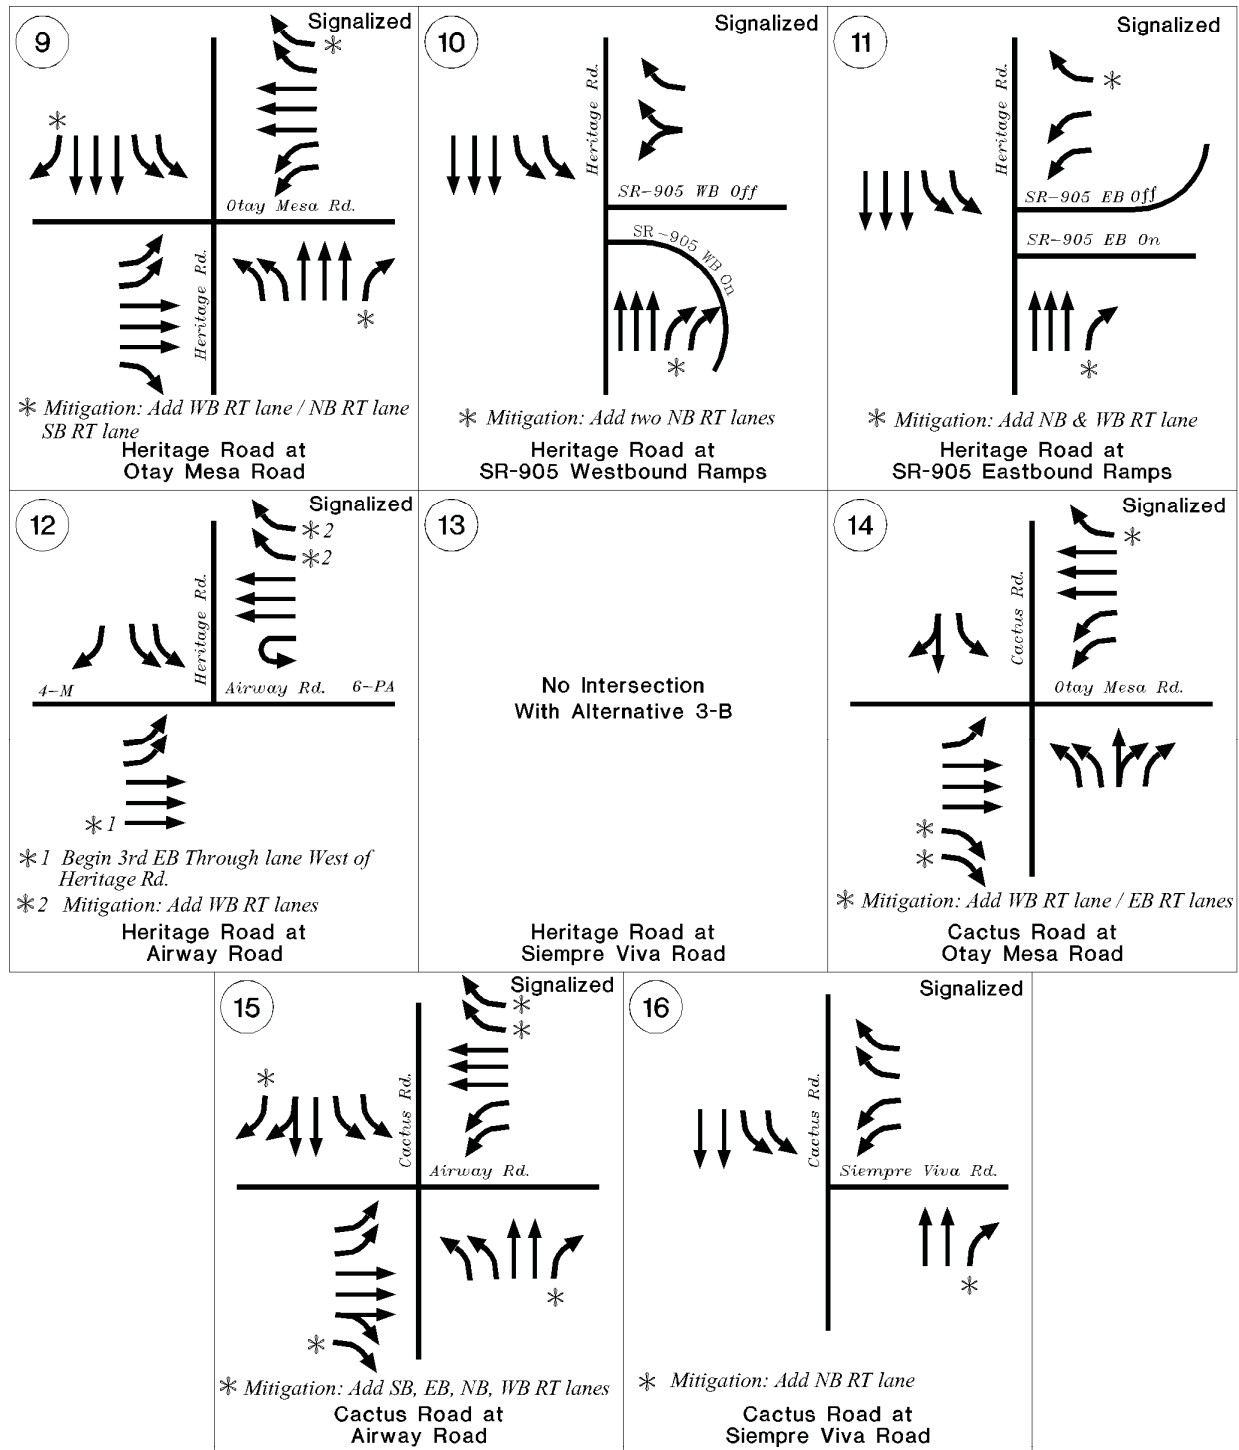 9
Signalized
Otay Mesa Rd.
Heritage Rd.
* Mitigation: Add WB RT lane / NB RT lane
SB RT lane
Heritage Road at
Otay Mesa Road
10
Signalized
Heritage Rd.
SR-905 WB Off
SR-905 WB On
* Mitigation: Add two NB RT lanes
Heritage Road at
SR-905 Westbound Ramps
11
Signalized
Heritage Rd.
SR-905 EB Off
SR-905 EB On
* Mitigation: Add NB & WB RT lane
Heritage Road at
SR-905 Eastbound Ramps
12
Signalized
*2
*2
Heritage Rd.
4-M
Airway Rd.
6-PA
*1
*1 Begin 3rd EB Through lane West of
Heritage Rd.
*2 Mitigation: Add WB RT lanes
Heritage Road at
Airway Road
13
No Intersection
With Alternative 3-B
Heritage Road at
Siempre Viva Road
14
Signalized
Cactus Rd.
Otay Mesa Rd.
* Mitigation: Add WB RT lane / EB RT lanes
Cactus Road at
Otay Mesa Road
15
Signalized
Cactus Rd.
Airway Rd.
* Mitigation: Add SB, EB, NB, WB RT lanes
Cactus Road at
Airway Road
16
Signalized
Cactus Rd.
Siempre Viva Rd.
* Mitigation: Add NB RT lane
Cactus Road at
Siempre Viva Road